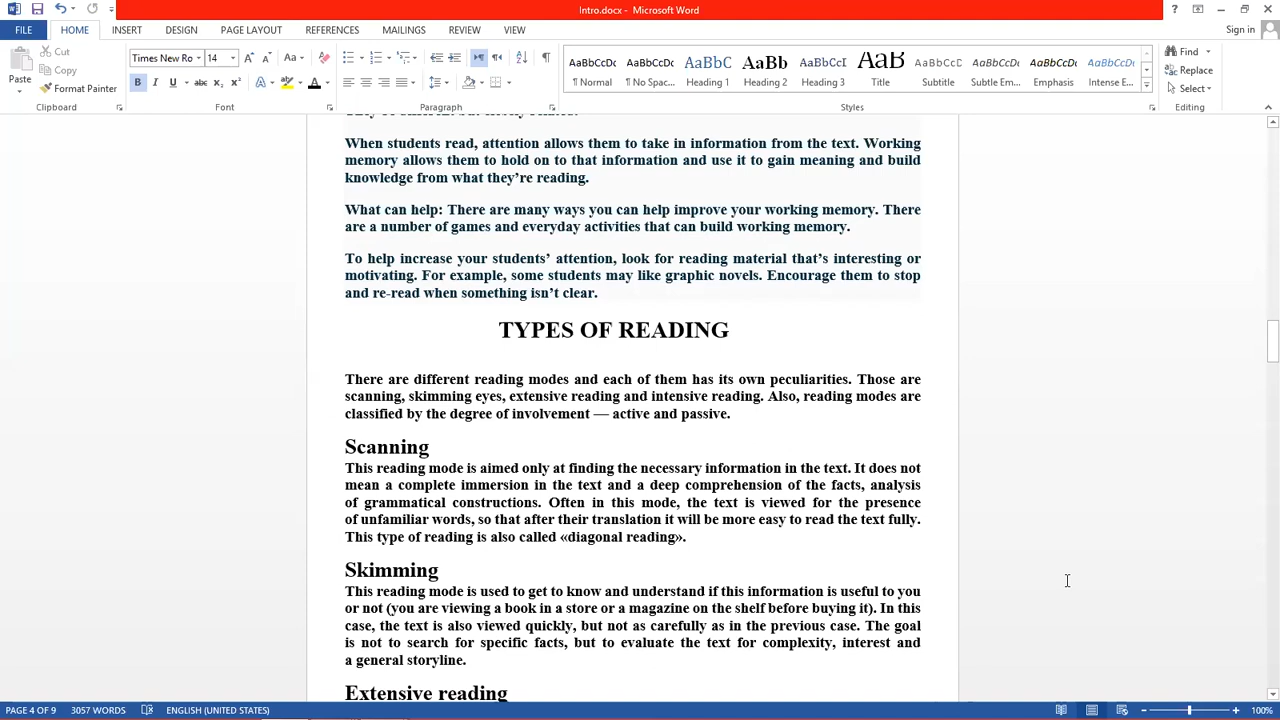 Intro.docx - Microsoft Word
?
FILE HOME INSERT DESIGN PAGE LAYOUT REFERENCES MAILINGS REVIEW VIEW Sign in
Paste
Cut
Copy
Format Painter
Clipboard
Times New Ro 14 Aa
B I U abc x₂ x² A A
Font
Paragraph
AaBbCcDc AaBbCcDc AaBbC AaBb AaBbCcI AaB AaBbCcDc AaBbCcDc AaBbCcDc AaBbCcDc
¶ Normal ¶ No Spac... Heading 1 Heading 2 Heading 3 Title Subtitle Subtle Em... Emphasis Intense E...
Styles
Find
Replace
Select
Editing
When students read, attention allows them to take in information from the text. Working
memory allows them to hold on to that information and use it to gain meaning and build
knowledge from what they’re reading.
What can help: There are many ways you can help improve your working memory. There
are a number of games and everyday activities that can build working memory.
To help increase your students’ attention, look for reading material that’s interesting or
motivating. For example, some students may like graphic novels. Encourage them to stop
and re-read when something isn’t clear.
TYPES OF READING
There are different reading modes and each of them has its own peculiarities. Those are
scanning, skimming eyes, extensive reading and intensive reading. Also, reading modes are
classified by the degree of involvement — active and passive.
Scanning
This reading mode is aimed only at finding the necessary information in the text. It does not
mean a complete immersion in the text and a deep comprehension of the facts, analysis
of grammatical constructions. Often in this mode, the text is viewed for the presence
of unfamiliar words, so that after their translation it will be more easy to read the text fully.
This type of reading is also called «diagonal reading».
Skimming
This reading mode is used to get to know and understand if this information is useful to you
or not (you are viewing a book in a store or a magazine on the shelf before buying it). In this
case, the text is also viewed quickly, but not as carefully as in the previous case. The goal
is not to search for specific facts, but to evaluate the text for complexity, interest and
a general storyline.
Extensive reading
PAGE 4 OF 9 3057 WORDS ENGLISH (UNITED STATES) 100%